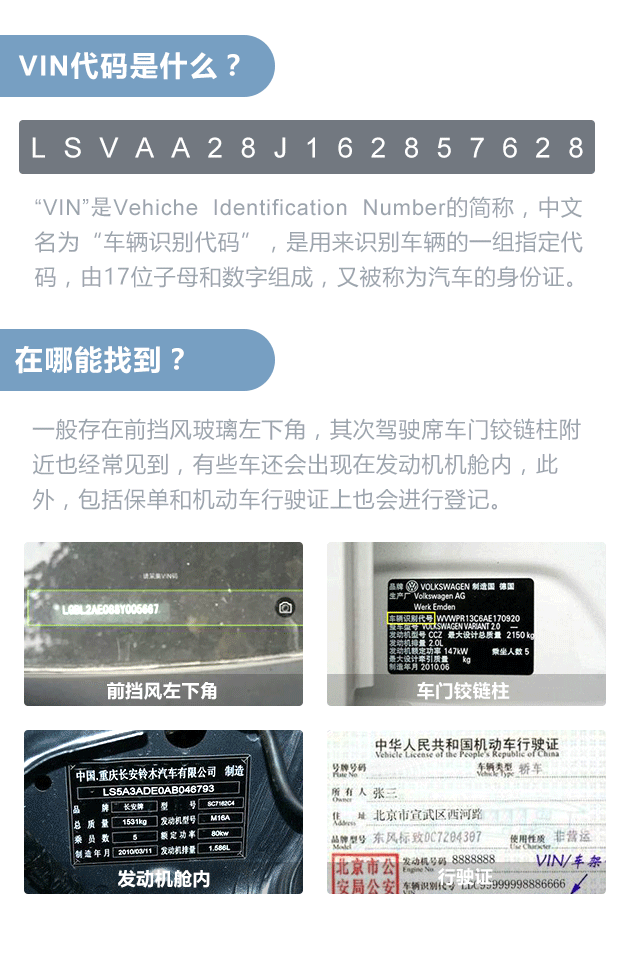 VIN代码是什么？
LSVAA28J162857628
“VIN”是Vehiche Identification Number的简称，中文
名为“车辆识别代码”，是用来识别车辆的一组指定代
码，由17位子母和数字组成，又被称为汽车的身份证。
在哪能找到？
一般存在前挡风玻璃左下角，其次驾驶席车门铰链柱附
近也经常见到，有些车还会出现在发动机机舱内，此
外，包括保单和机动车行驶证上也会进行登记。
请采集VIN码
* LGBL2AE068Y005667
前挡风左下角
品牌 VOLKSWAGEN 制造国 德国
生产厂 Volkswagen AG
Werk Emden
车辆识别代号 WVWPR13C6AE170920
整车型号 VOLKSWAGEN VARIANT 2.0 —
发动机型号 CCZ 最大设计总质量 2150 kg
发动机排量 2.0L
发动机额定功率 147kW 乘坐人数 5
最大设计牵引质量 kg
制造年月 2010.06
车门铰链柱
中国.重庆长安铃木汽车有限公司 制造
LS5A3ADE0AB046793
品牌 长安牌 型号 SC7162C4
总质量 1531kg 发动机型号 M16A
乘员数 5 额定功率 80kw
制造年月 2010/03/11 发动机排量 1.586L
发动机舱内
中华人民共和国机动车行驶证
Vehicle License of the People's Republic of China
号牌号码 车辆类型 轿车
Plate No. Vehicle Type
所有人 张三
Owner
住址 北京市宣武区西河路
Address
品牌型号 东风标致DC7204307 使用性质 非营运
Model Use Character
北京市公
安局公安
发动机号码 8888888
Engine No.
VIN/车架
车辆识别代号 LDC99999998886666
行驶证